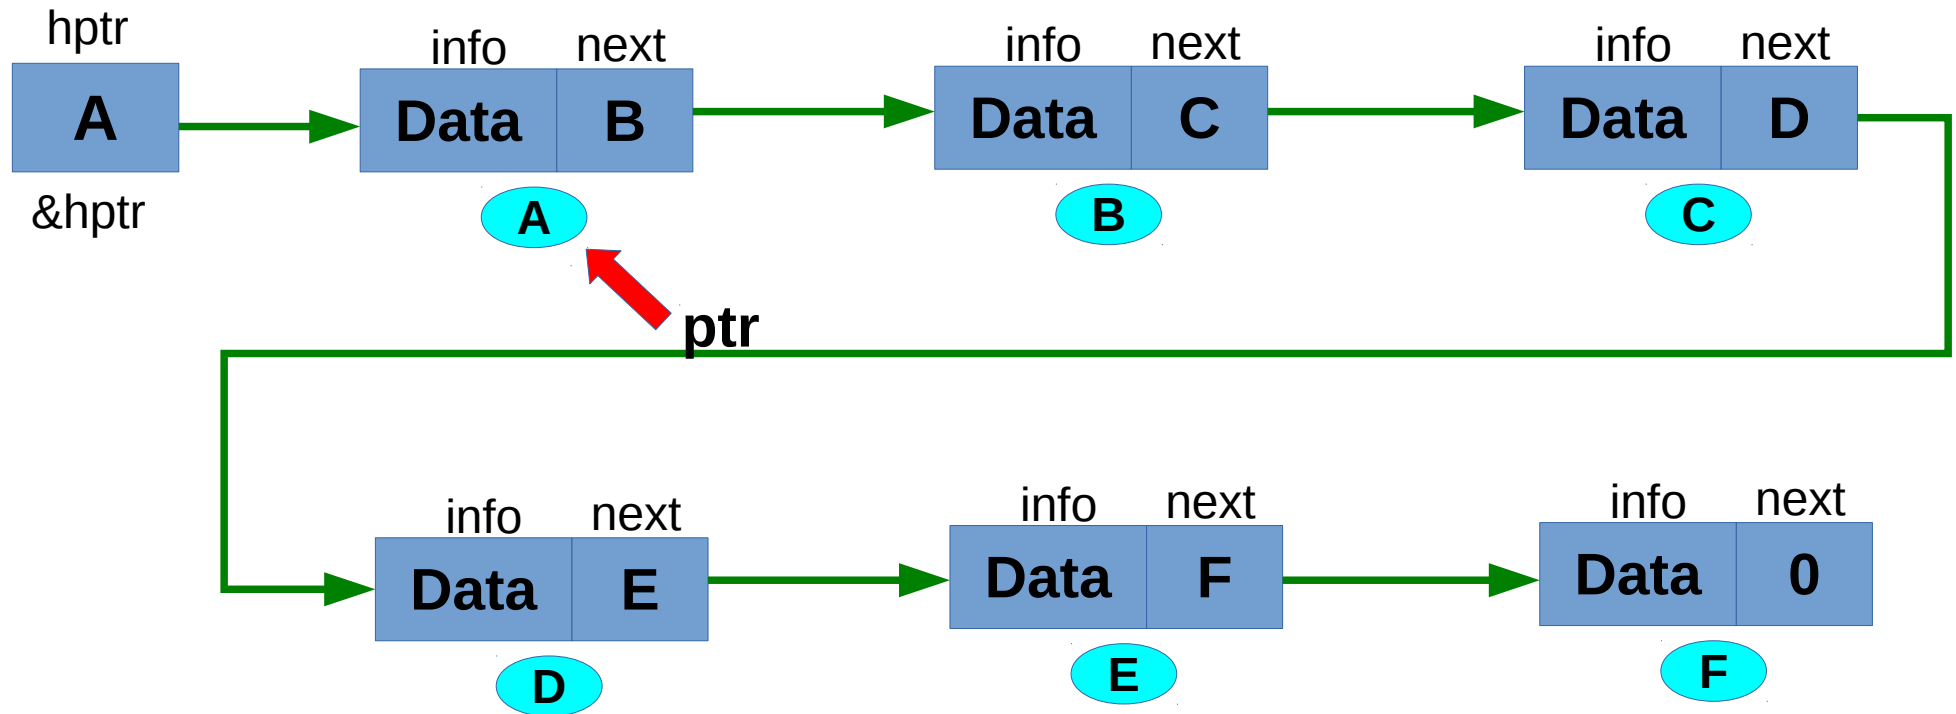 hptr
info next info next info next
A Data B Data C Data D
&hptr A B C
ptr
info next info next info next
Data E Data F Data 0
D E F